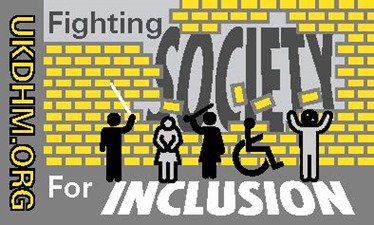 UKDHM.ORG
Fighting
SOCIETY
For INCLUSION